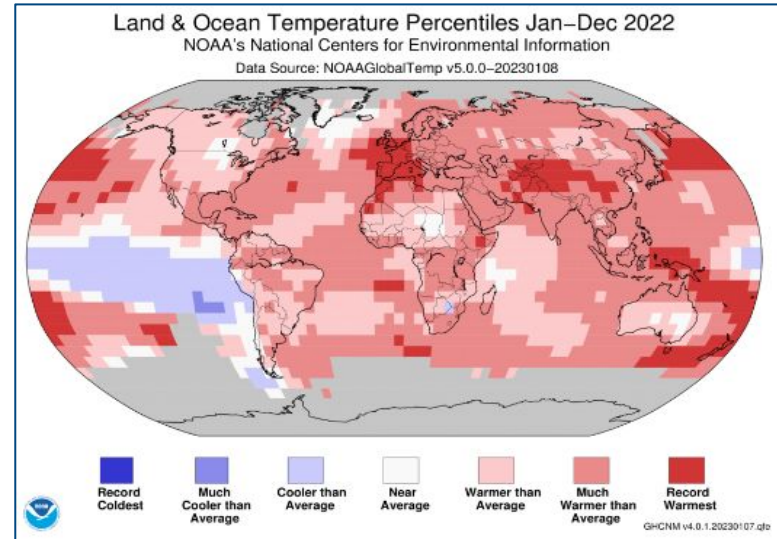 Land & Ocean Temperature Percentiles Jan–Dec 2022
NOAA's National Centers for Environmental Information
Data Source: NOAAGlobalTemp v5.0.0–20230108
Record
Coldest
Much
Cooler than
Average
Cooler than
Average
Near
Average
Warmer than
Average
Much
Warmer than
Average
Record
Warmest
GHCNM v4.0.1.20230107.qfe